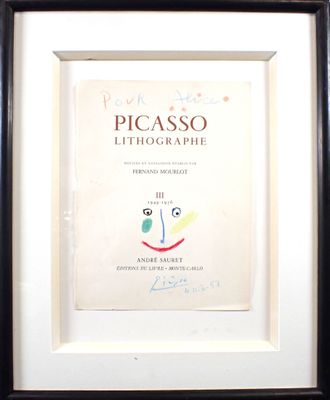 POUR
PICASSO
LITHOGRAPHE
NOTICES ET CATALOGUE ÉTABLIS PAR
FERNAND MOURLOT
III
1949-1956
ANDRÉ SAURET
ÉDITIONS DU LIVRE - MONTE-CARLO
Picasso